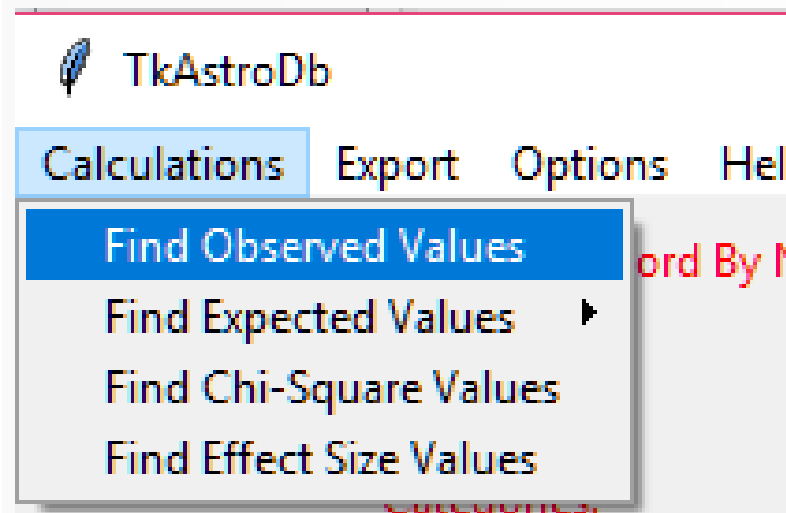 TkAstroDb
Calculations Export Options
Find Observed Values
By
Find Expected Values
Find Chi-Square Values
Find Effect Size Values